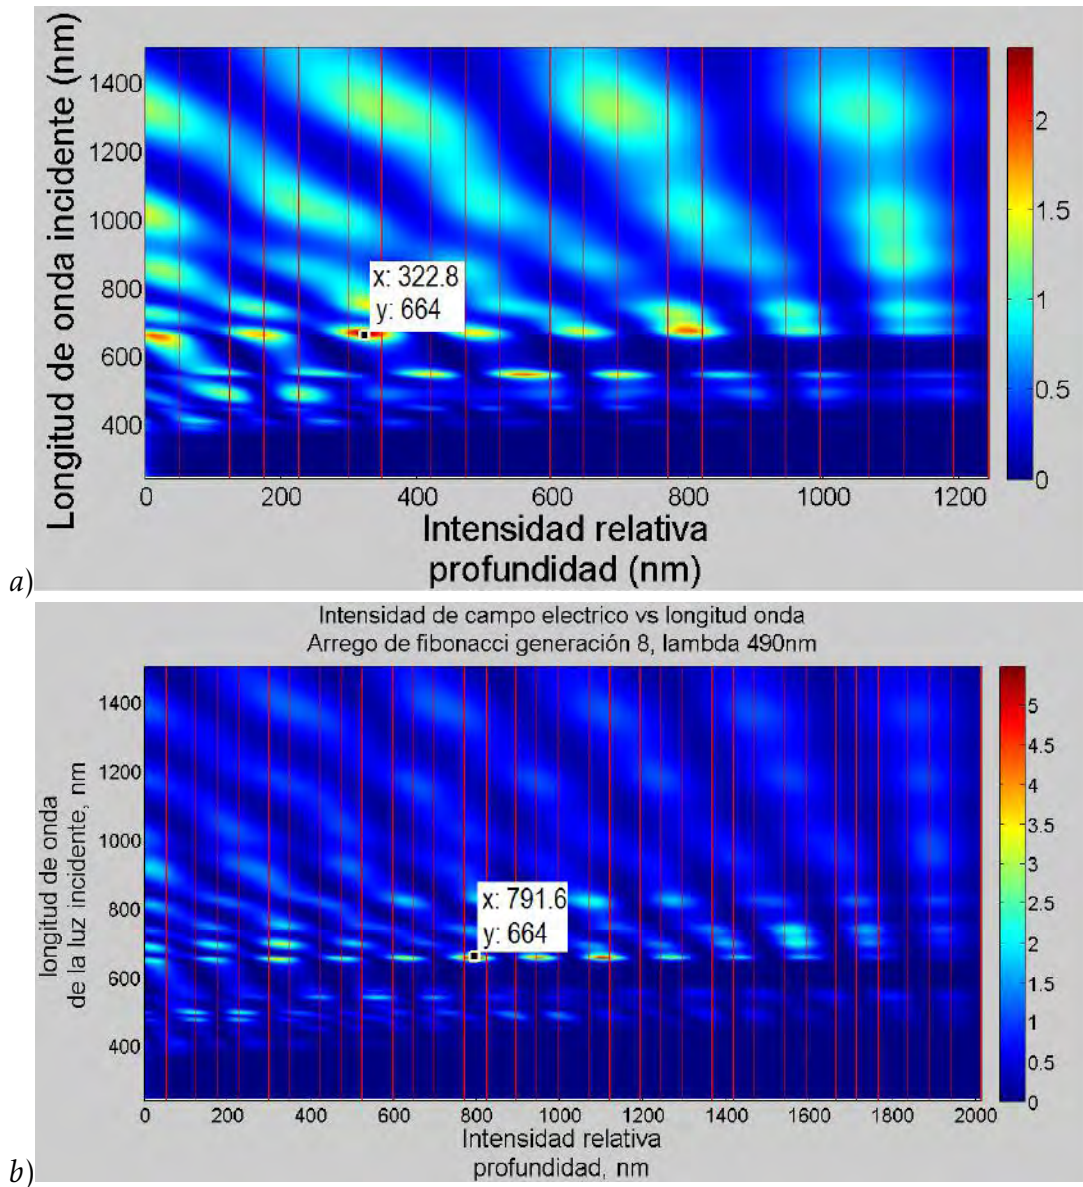 Longitud de onda incidente (nm)
1400
1200
1000
800
600
400
x: 322.8
y: 664
2
1.5
1
0.5
0
0 200 400 600 800 1000 1200
Intensidad relativa
profundidad (nm)
a)
Intensidad de campo electrico vs longitud onda
Arrego de fibonacci generación 8, lambda 490nm
longitud de onda
de la luz incidente, nm
1400
1200
1000
800
600
400
x: 791.6
y: 664
5
4.5
4
3.5
3
2.5
2
1.5
1
0.5
0
0 200 400 600 800 1000 1200 1400 1600 1800 2000
Intensidad relativa
profundidad, nm
b)